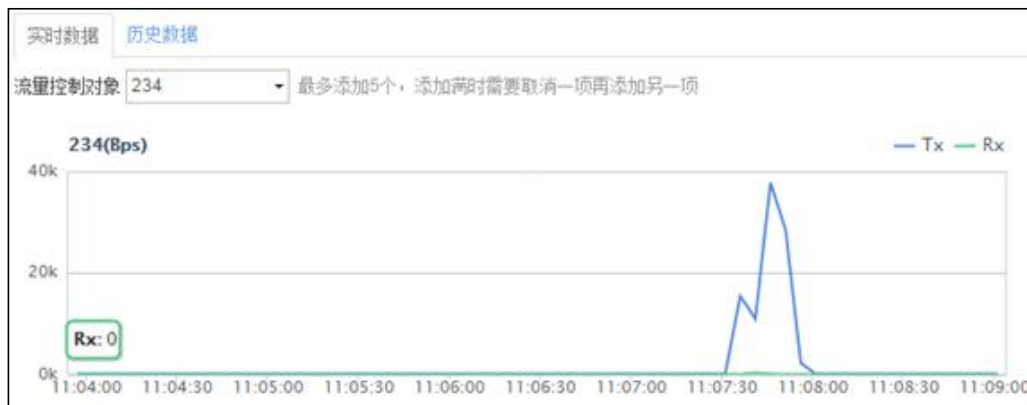 实时数据 历史数据
流量控制对象 234 最多添加5个,添加满时需要取消一项再添加另一项
234(Bps) Tx Rx
40k
20k
Rx: 0
0k
11:04:00 11:04:30 11:05:00 11:05:30 11:06:00 11:06:30 11:07:00 11:07:30 11:08:00 11:08:30 11:09:00